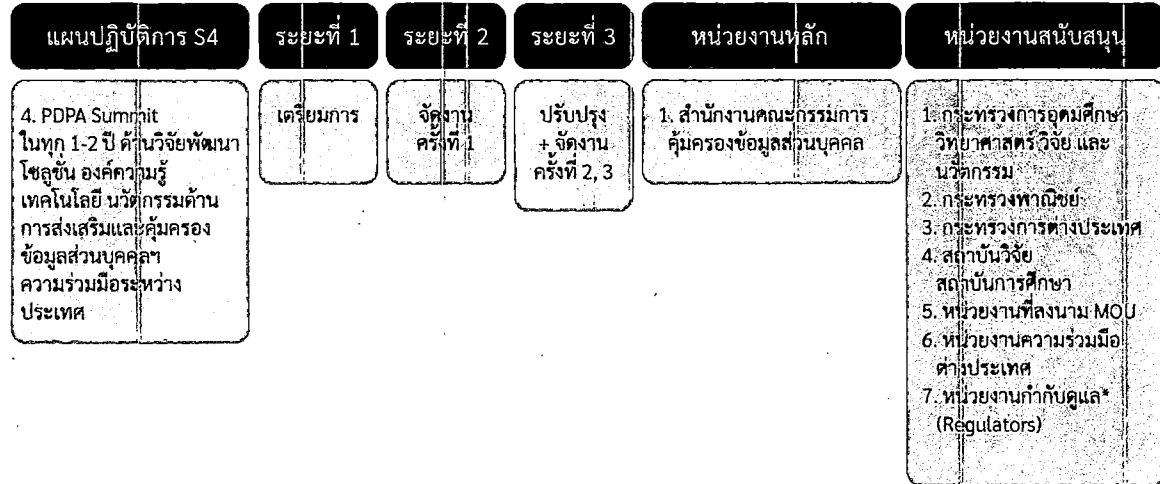 แผนปฏิบัติการ S4
ระยะที่ 1
ระยะที่ 2
ระยะที่ 3
หน่วยงานหลัก
หน่วยงานสนับสนุน
4. PDPA Summit
ในทุก 1-2 ปี ด้านวิจัยพัฒนา
โซลูชั่น องค์ความรู้
เทคโนโลยี นวัตกรรมด้าน
การส่งเสริมและคุ้มครอง
ข้อมูลส่วนบุคคลฯ
ความร่วมมือระหว่าง
ประเทศ
เตรียมการ
จัดงาน
ครั้งที่ 1
ปรับปรุง
+ จัดงาน
ครั้งที่ 2, 3
1. สำนักงานคณะกรรมการ
คุ้มครองข้อมูลส่วนบุคคล
1. กระทรวงการอุดมศึกษา
วิทยาศาสตร์ วิจัย และ
นวัตกรรม
2. กระทรวงพาณิชย์
3. กระทรวงการต่างประเทศ
4. สถาบันวิจัย
สถาบันการศึกษา
5. หน่วยงานที่ลงนาม MOU
6. หน่วยงานความร่วมมือ
ต่างประเทศ
7. หน่วยงานกำกับดูแล*
(Regulators)